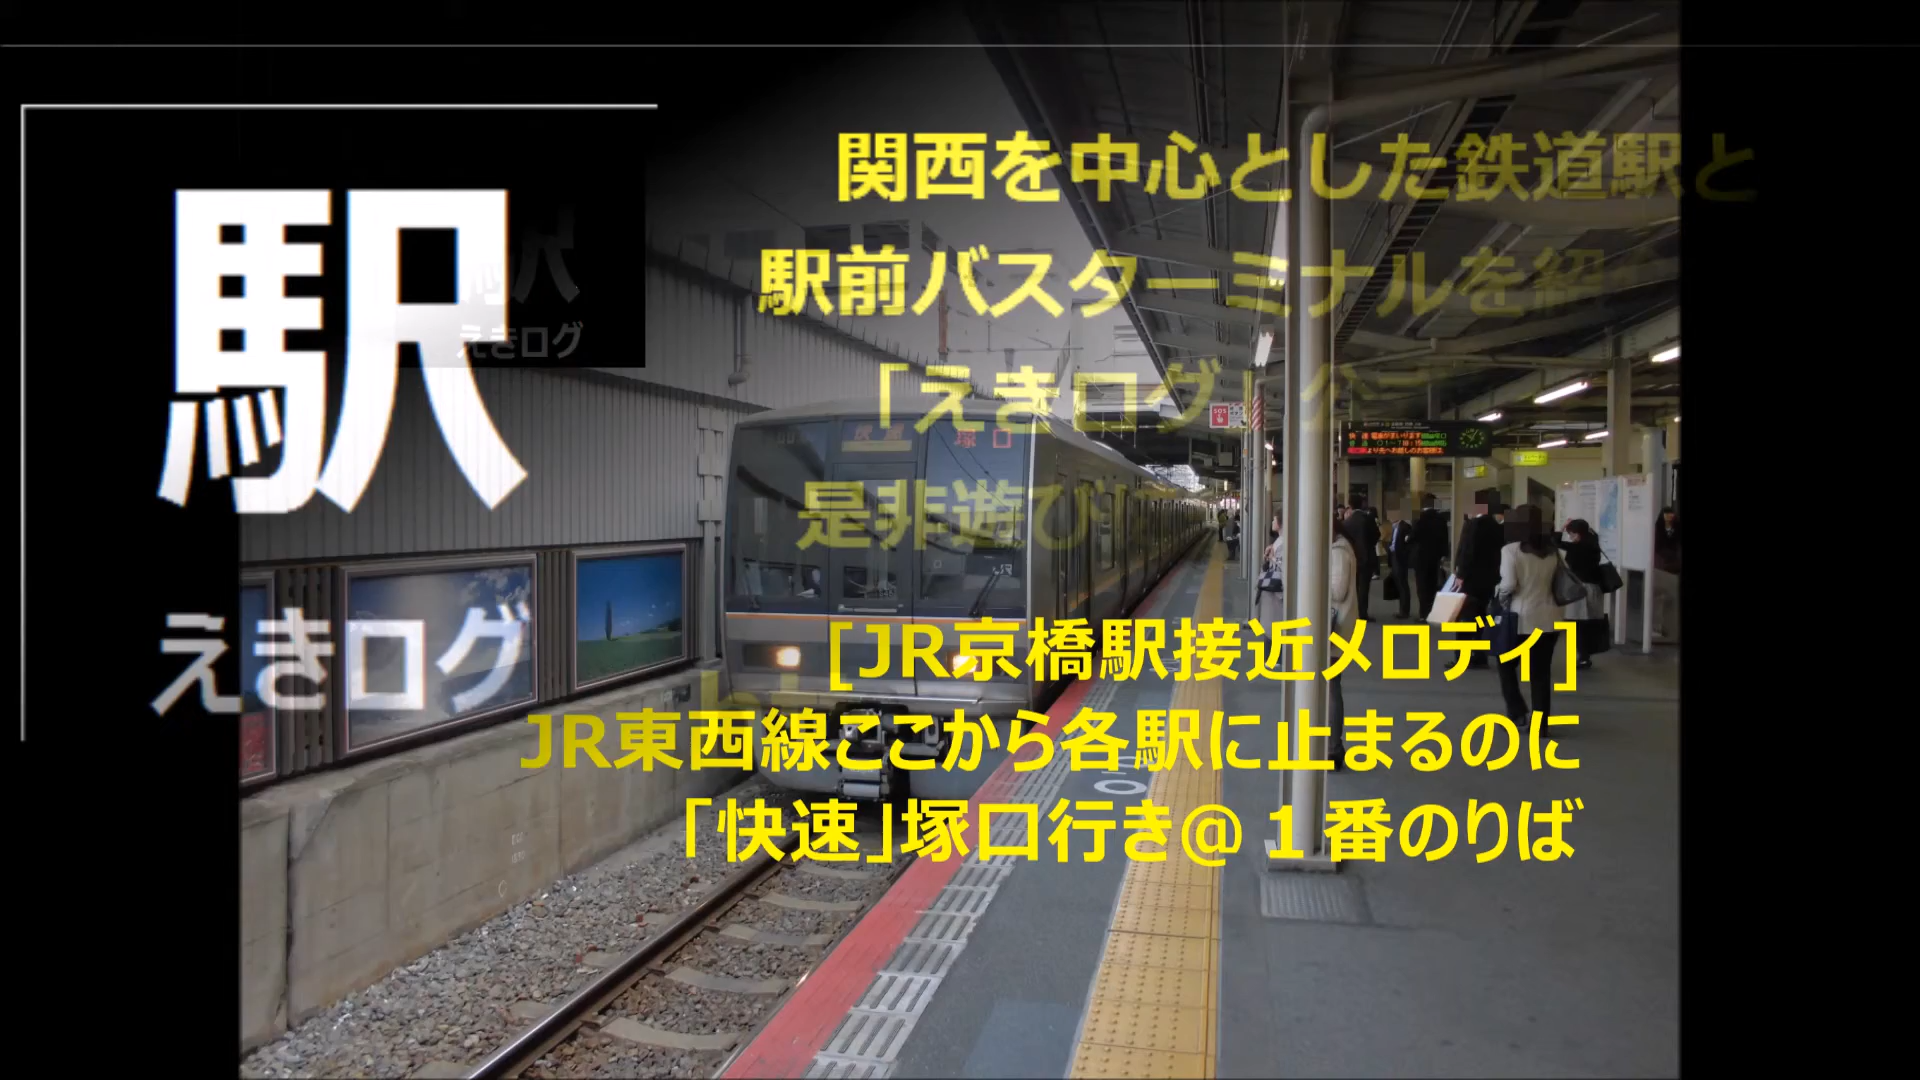 駅
えきログ
えきログ
関西を中心とした鉄道駅と
駅前バスターミナルを紹
「えきログ
是非遊び
[JR京橋駅接近メロディ]
JR東西線ここから各駅に止まるのに
「快速」塚口行き@１番のりば
快速 塚口
JR
SOS